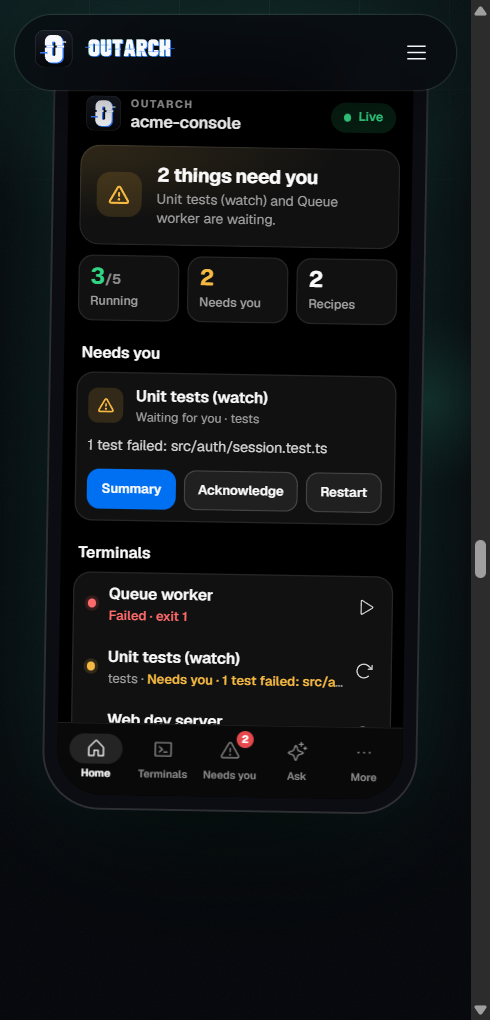 OUTARCH
OUTARCH
acme-console
Live
2 things need you
Unit tests (watch) and Queue
worker are waiting.
3/5
Running
2
Needs you
2
Recipes
Needs you
Unit tests (watch)
Waiting for you · tests
1 test failed: src/auth/session.test.ts
Summary
Acknowledge
Restart
Terminals
Queue worker
Failed · exit 1
Unit tests (watch)
tests · Needs you · 1 test failed: src/a...
Web dev server
2
Home
Terminals
Needs you
Ask
More